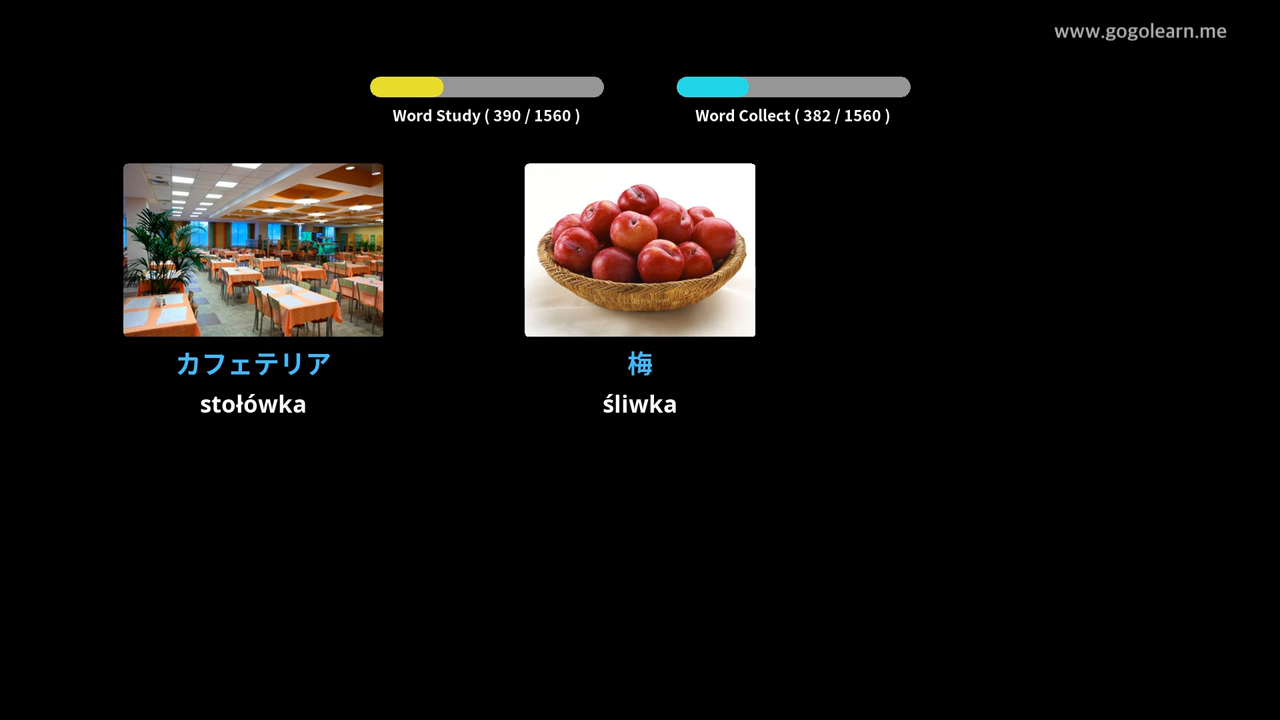 www.gogolearn.me
Word Study ( 390 / 1560 )
Word Collect ( 382 / 1560 )
カフェテリア
stołówka
梅
śliwka